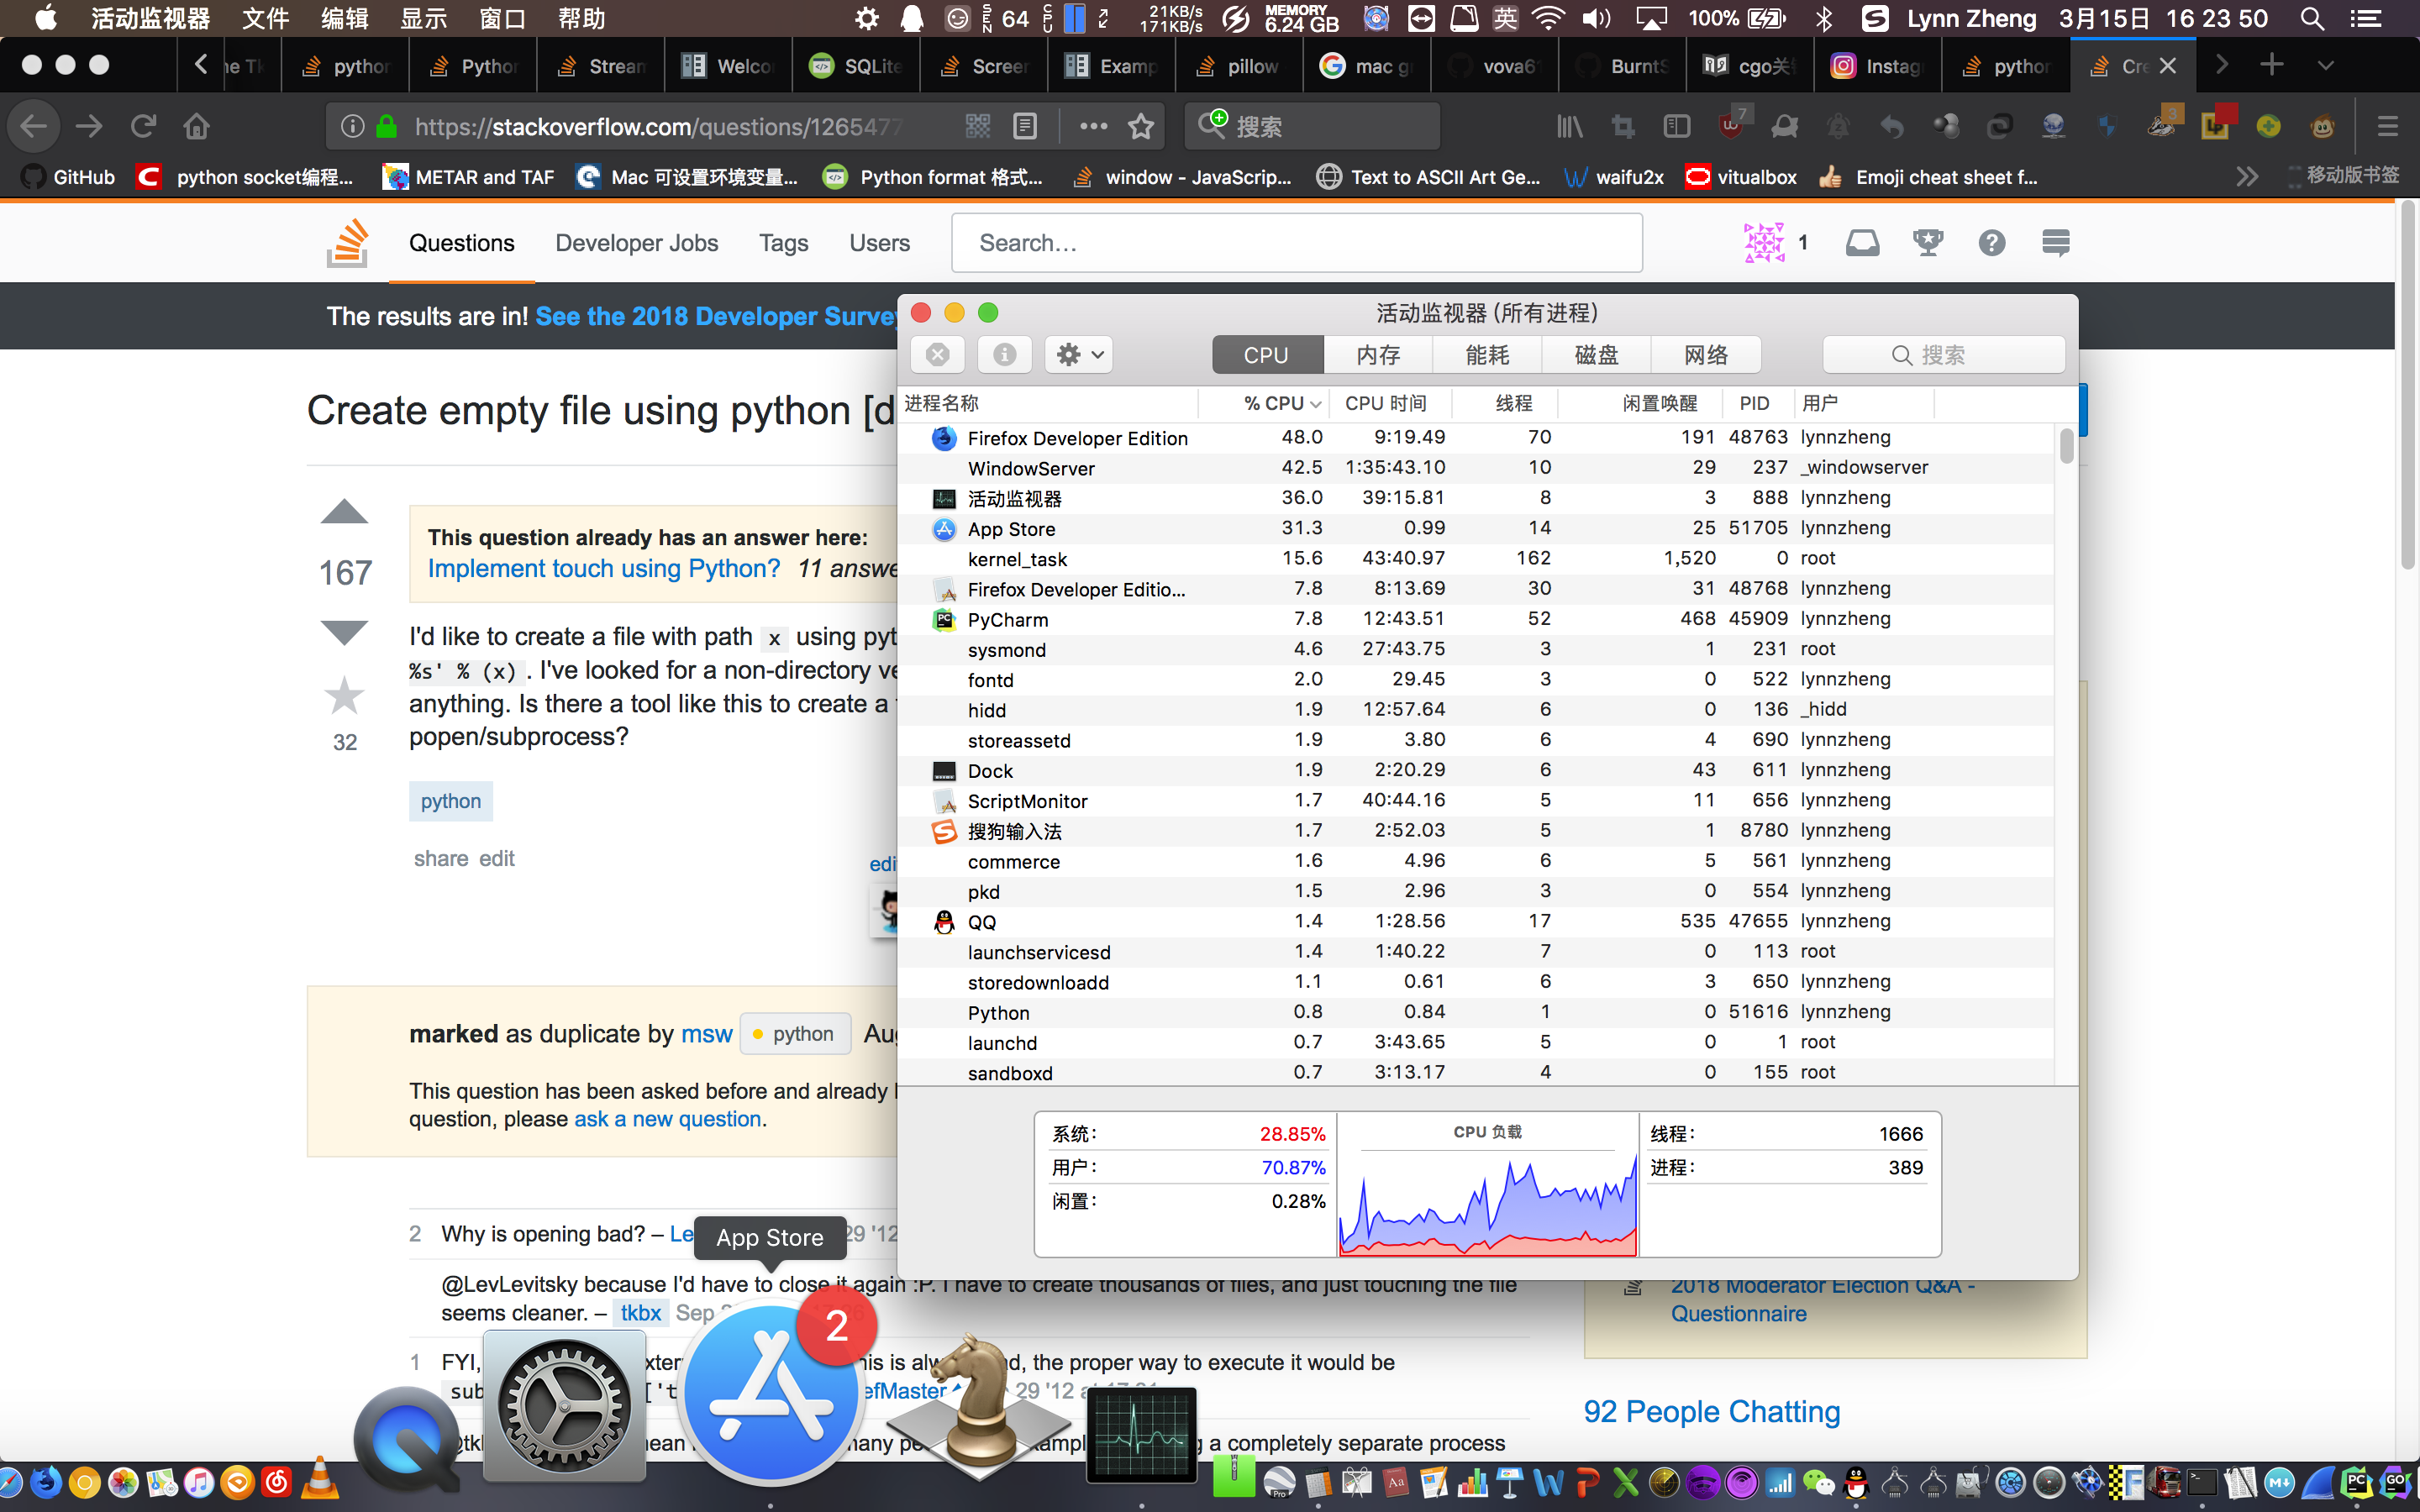 活动监视器 文件 编辑 显示 窗口 帮助
SEN 64 CPU 21KB/s 171KB/s MEMORY 6.24 GB 英 100% Lynn Zheng 3月15日 16 23 50
python Python Stream SQLite Screen pillow mac vova6 cgo关 python
https://stackoverflow.com/questions/1265477
搜索
7
3
GitHub python socket编程... METAR and TAF Mac 可设置环境变量... Python format 格式... window - JavaScrip... Text to ASCII Art Ge... waifu2x vitualbox Emoji cheat sheet f... 移动版书签
Questions Developer Jobs Tags Users Search... 1
The results are in! See the 2018 Developer Survey
Create empty file using python [d
167
This question already has an answer here:
Implement touch using Python? 11 answe
I'd like to create a file with path x using pyt
%s' % (x) . I've looked for a non-directory ve
anything. Is there a tool like this to create a
popen/subprocess?
32
python
share edit
edi
marked as duplicate by msw python Aug
This question has been asked before and already
question, please ask a new question.
2 Why is opening bad? – Le 29 '12
@LevLevitsky because I'd have to close it again :P. I have to create thousands of files, and just touching the file
seems cleaner. – tkbx Sep
1 FYI, his is alw the proper way to execute it would be
sub ['t efMaster 29 '12
a completely separate process
2018 Moderator Election Q&A -
Questionnaire
92 People Chatting
活动监视器 (所有进程)
CPU 内存 能耗 磁盘 网络 搜索
进程名称 % CPU CPU 时间 线程 闲置唤醒 PID 用户
Firefox Developer Edition 48.0 9:19.49 70 191 48763 lynnzheng
WindowServer 42.5 1:35:43.10 10 29 237 _windowserver
活动监视器 36.0 39:15.81 8 3 888 lynnzheng
App Store 31.3 0.99 14 25 51705 lynnzheng
kernel_task 15.6 43:40.97 162 1,520 0 root
Firefox Developer Editio... 7.8 8:13.69 30 31 48768 lynnzheng
PyCharm 7.8 12:43.51 52 468 45909 lynnzheng
sysmond 4.6 27:43.75 3 1 231 root
fontd 2.0 29.45 3 0 522 lynnzheng
hidd 1.9 12:57.64 6 0 136 _hidd
storeassetd 1.9 3.80 6 4 690 lynnzheng
Dock 1.9 2:20.29 6 43 611 lynnzheng
ScriptMonitor 1.7 40:44.16 5 11 656 lynnzheng
搜狗输入法 1.7 2:52.03 5 1 8780 lynnzheng
commerce 1.6 4.96 6 5 561 lynnzheng
pkd 1.5 2.96 3 0 554 lynnzheng
QQ 1.4 1:28.56 17 535 47655 lynnzheng
launchservicesd 1.4 1:40.22 7 0 113 root
storedownloadd 1.1 0.61 6 3 650 lynnzheng
Python 0.8 0.84 1 0 51616 lynnzheng
launchd 0.7 3:43.65 5 0 1 root
sandboxd 0.7 3:13.17 4 0 155 root
系统: 28.85% CPU 负载 线程: 1666
用户: 70.87% 进程: 389
闲置: 0.28%
App Store
2